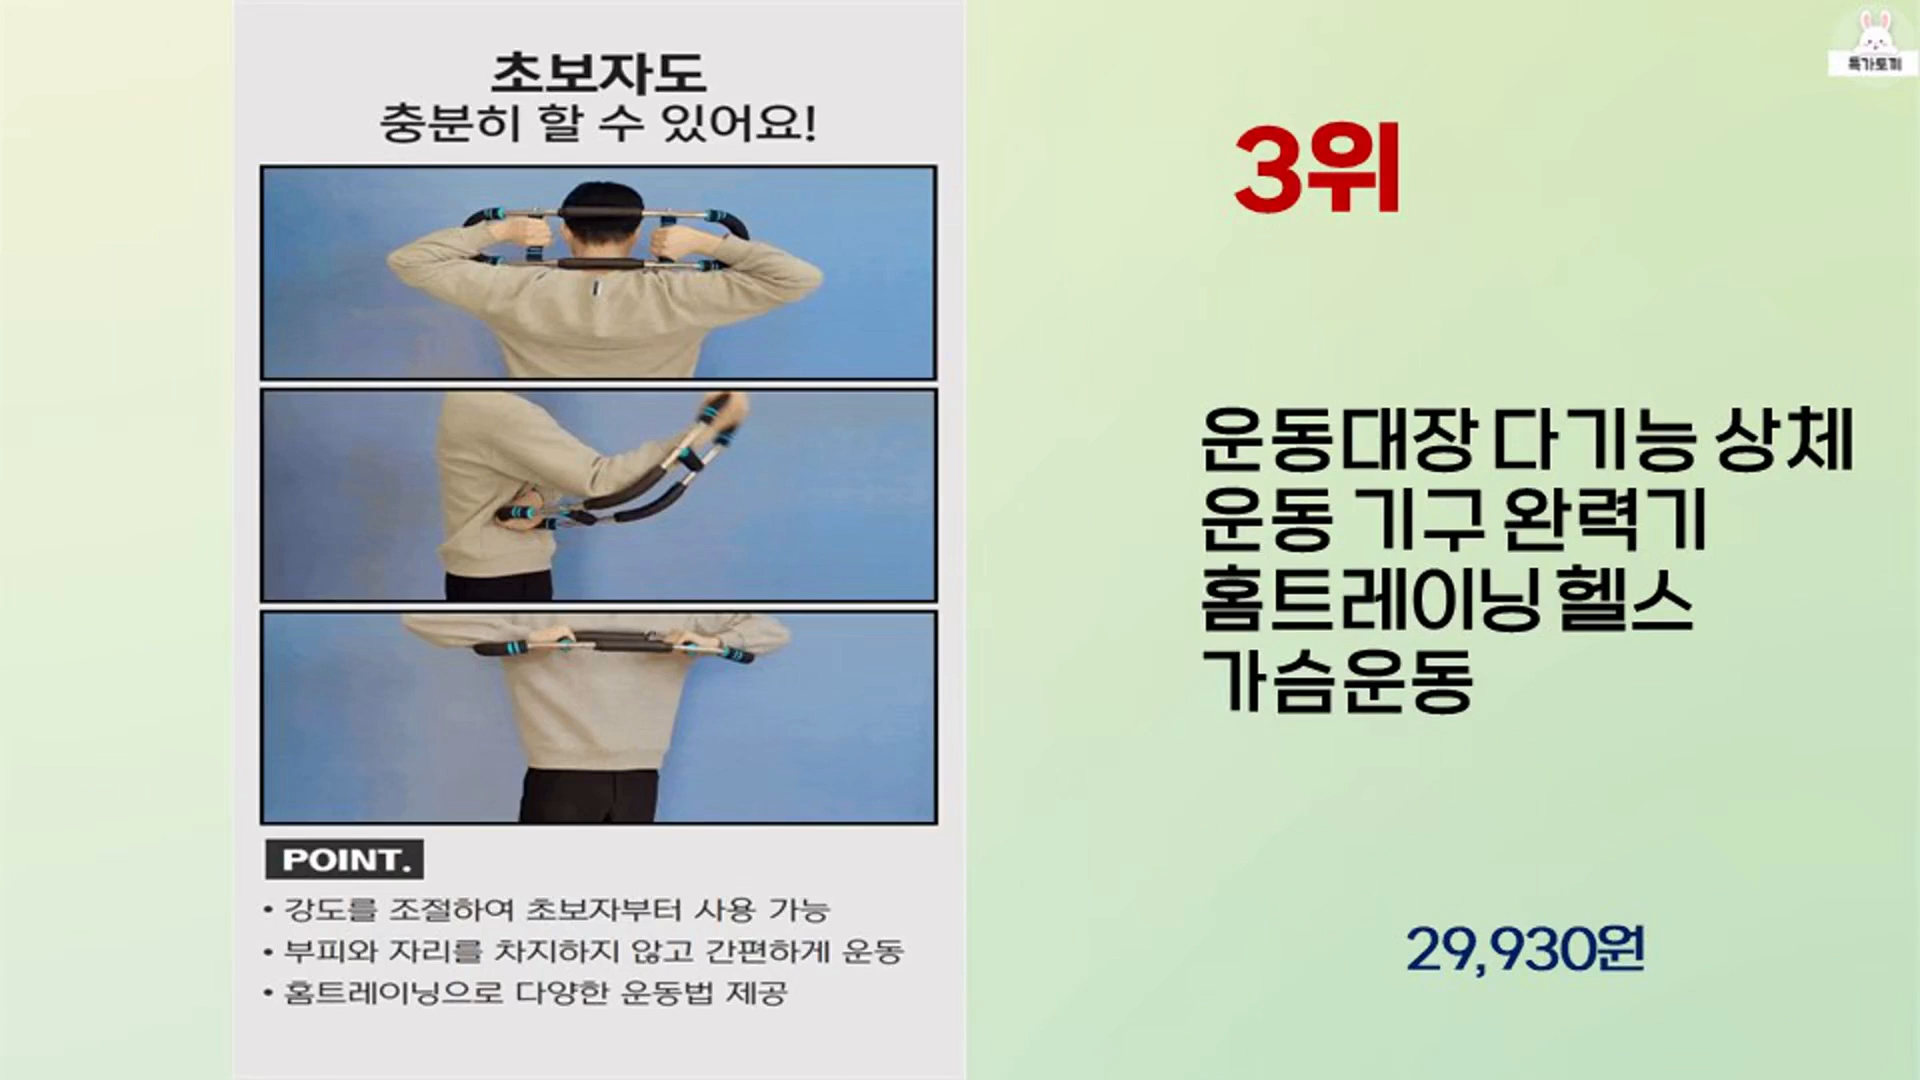 초보자도
충분히 할 수 있어요!
POINT.
• 강도를 조절하여 초보자부터 사용 가능
• 부피와 자리를 차지하지 않고 간편하게 운동
• 홈트레이닝으로 다양한 운동법 제공
특가토끼
3위
운동대장 다기능 상체
운동 기구 완력기
홈트레이닝 헬스
가슴운동
29,930원